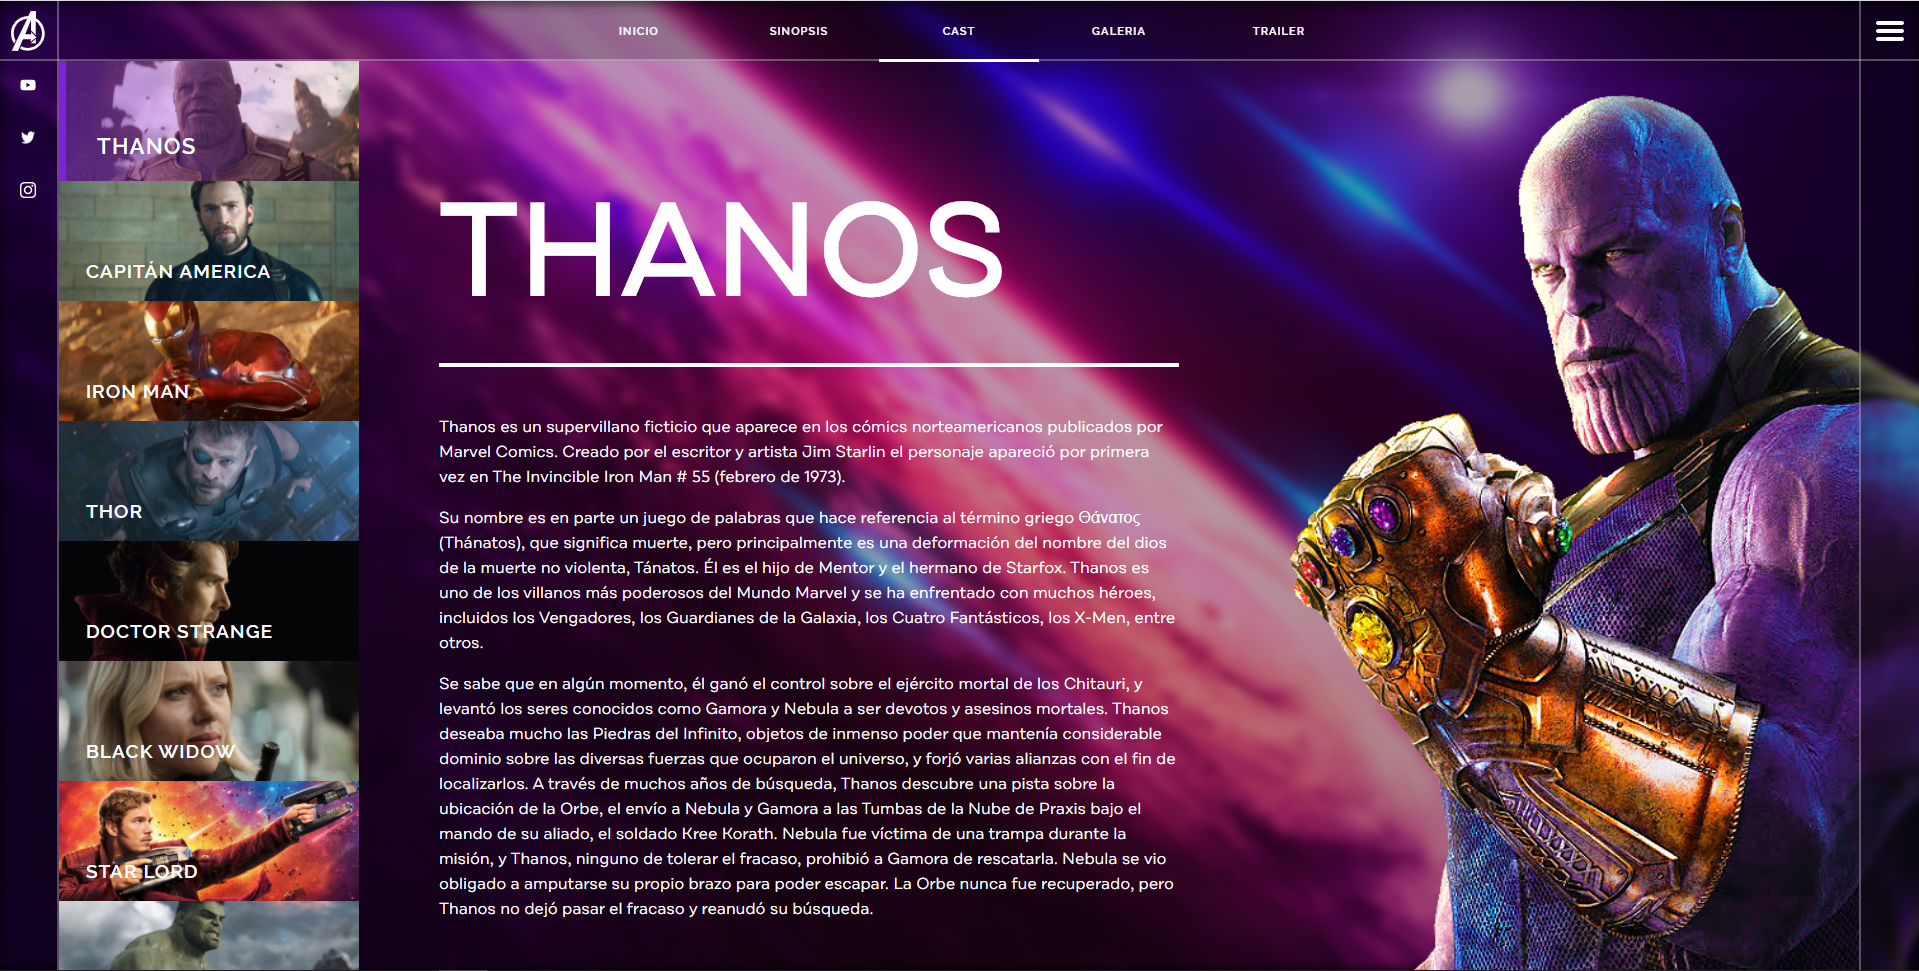 INICIO SINOPSIS CAST GALERIA TRAILER
THANOS
CAPITÁN AMERICA
IRON MAN
THOR
DOCTOR STRANGE
BLACK WIDOW
STAR LORD
THANOS
Thanos es un supervillano ficticio que aparece en los cómics norteamericanos publicados por
Marvel Comics. Creado por el escritor y artista Jim Starlin el personaje apareció por primera
vez en The Invincible Iron Man # 55 (febrero de 1973).
Su nombre es en parte un juego de palabras que hace referencia al término griego Θάνατος
(Thánatos), que significa muerte, pero principalmente es una deformación del nombre del dios
de la muerte no violenta, Tánatos. Él es el hijo de Mentor y el hermano de Starfox. Thanos es
uno de los villanos más poderosos del Mundo Marvel y se ha enfrentado con muchos héroes,
incluidos los Vengadores, los Guardianes de la Galaxia, los Cuatro Fantásticos, los X-Men, entre
otros.
Se sabe que en algún momento, él ganó el control sobre el ejército mortal de los Chitauri, y
levantó los seres conocidos como Gamora y Nebula a ser devotos y asesinos mortales. Thanos
deseaba mucho las Piedras del Infinito, objetos de inmenso poder que mantenía considerable
dominio sobre las diversas fuerzas que ocuparon el universo, y forjó varias alianzas con el fin de
localizarlos. A través de muchos años de búsqueda, Thanos descubre una pista sobre la
ubicación de la Orbe, el envío a Nebula y Gamora a las Tumbas de la Nube de Praxis bajo el
mando de su aliado, el soldado Kree Korath. Nebula fue víctima de una trampa durante la
misión, y Thanos, ninguno de tolerar el fracaso, prohibió a Gamora de rescatarla. Nebula se vio
obligado a amputarse su propio brazo para poder escapar. La Orbe nunca fue recuperado, pero
Thanos no dejó pasar el fracaso y reanudó su búsqueda.